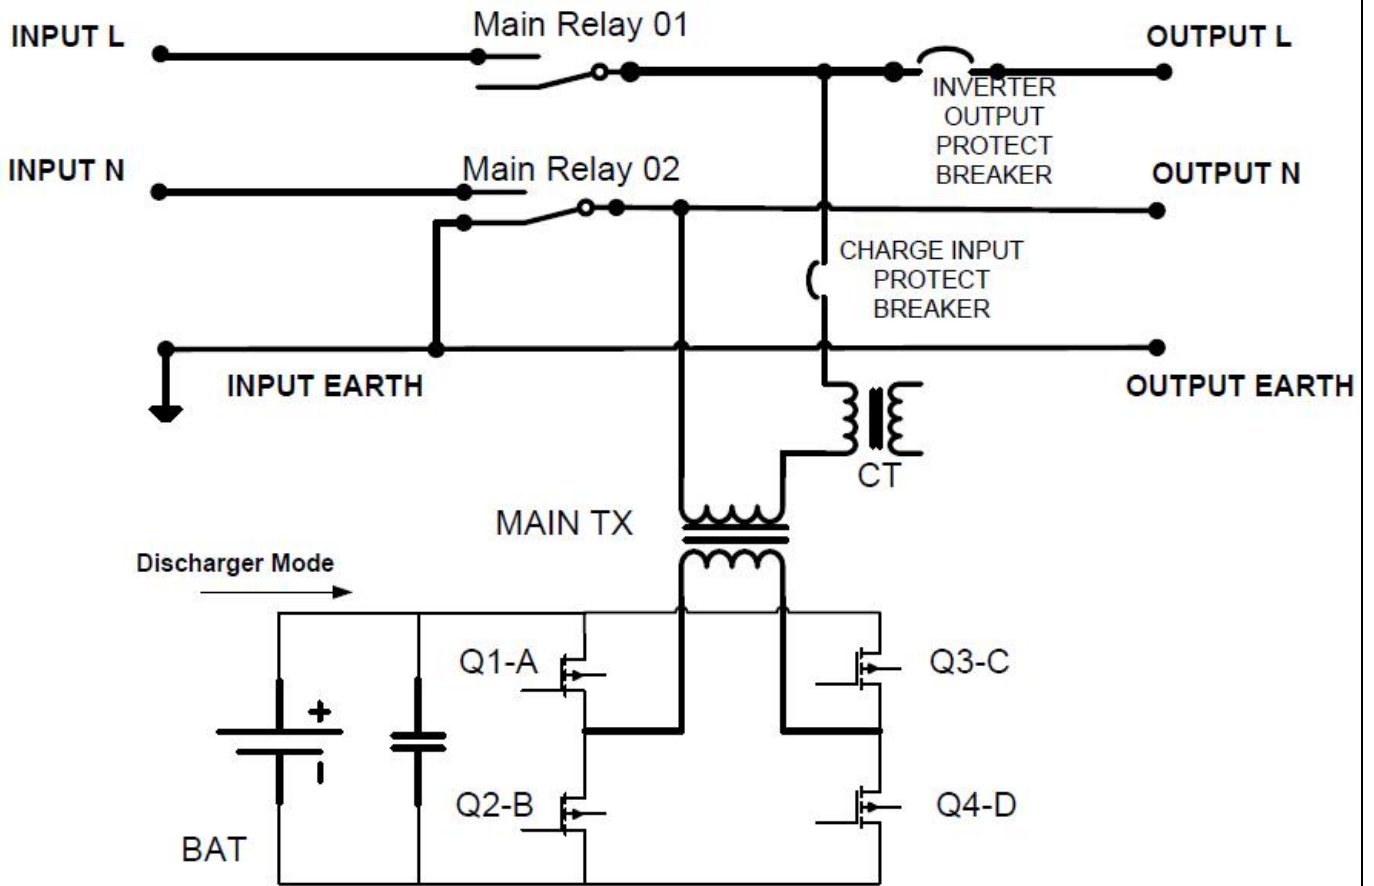 INPUT L
Main Relay 01
OUTPUT L
INVERTER
OUTPUT
PROTECT
BREAKER
INPUT N
Main Relay 02
OUTPUT N
CHARGE INPUT
PROTECT
BREAKER
INPUT EARTH
OUTPUT EARTH
CT
MAIN TX
Discharger Mode
Q1-A
Q3-C
+
-
Q2-B
Q4-D
BAT